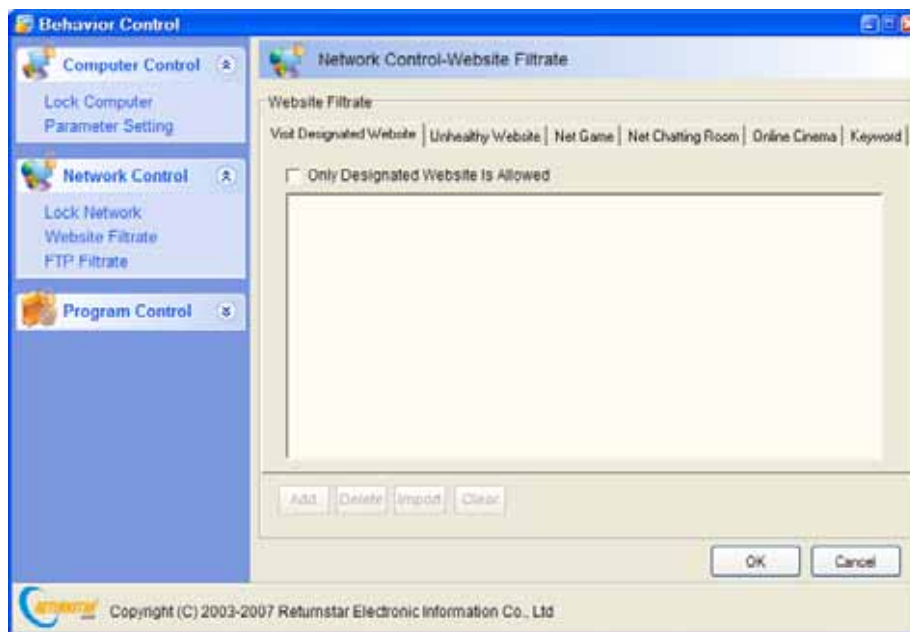 Behavior Control
Computer Control
Lock Computer
Parameter Setting
Network Control
Lock Network
Website Filtrate
FTP Filtrate
Program Control
Network Control-Website Filtrate
Website Filtrate
Visit Designated Website Unhealthy Website Net Game Net Chatting Room Online Cinema Keyword
Only Designated Website Is Allowed
Add Delete Import Clear
OK Cancel
RETURNSTAR Copyright (C) 2003-2007 Returnstar Electronic Information Co., Ltd